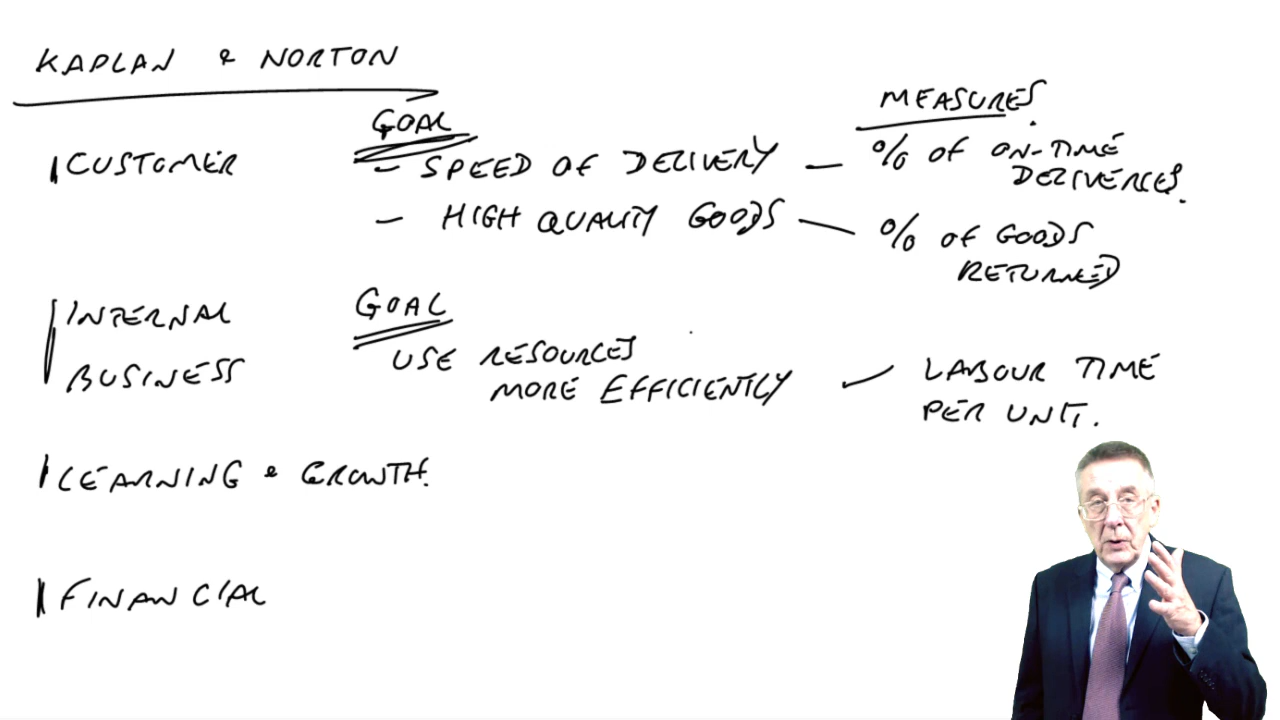 KAPLAN & NORTON
MEASURES.
GOAL
CUSTOMER - SPEED OF DELIVERY - % OF ON-TIME
DELIVERIES.
- HIGH QUALITY GOODS - % OF GOODS
RETURNED
INTERNAL GOAL
BUSINESS USE RESOURCES
MORE EFFICIENTLY - LABOUR TIME
PER UNIT.
LEARNING & GROWTH.
FINANCIAL